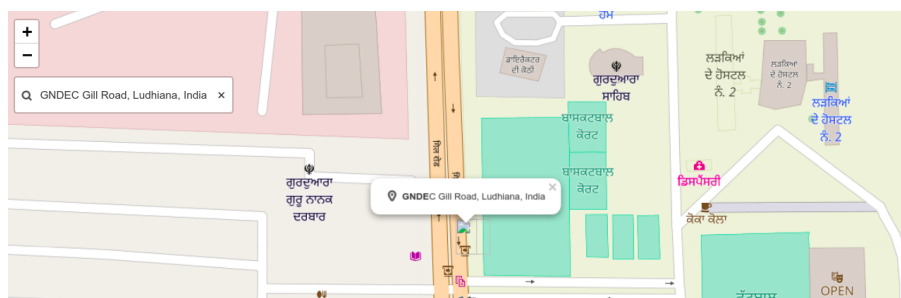 +
−
GNDEC Gill Road, Ludhiana, India ×
ਹੋਮ
ਡਾਇਰੈਕਟਰ
ਦੀ ਕੋਠੀ
ਗੁਰਦੁਆਰਾ
ਸਾਹਿਬ
ਲੜਕਿਆਂ
ਦੇ ਹੋਸਟਲ
ਨੰ. 2
ਲੜਕਿਆਂ
ਦੇ ਹੋਸਟਲ
ਨੰ. 2
ਲੜਕਿਆਂ
ਦੇ ਹੋਸਟਲ
ਨੰ. 2
ਬਾਸਕਟਬਾਲ
ਕੋਰਟ
ਗਿਲ ਰੋਡ
ਬਾਸਕਟਬਾਲ
ਕੋਰਟ
ਡਿਸਪੈਂਸਰੀ
ਗੁਰਦੁਆਰਾ
ਗੁਰੂ ਨਾਨਕ
ਦਰਬਾਰ
GNDEC Gill Road, Ludhiana, India
×
ਕੋਕਾ ਕੋਲਾ
ਫੁੱਟਬਾਲ
OPEN